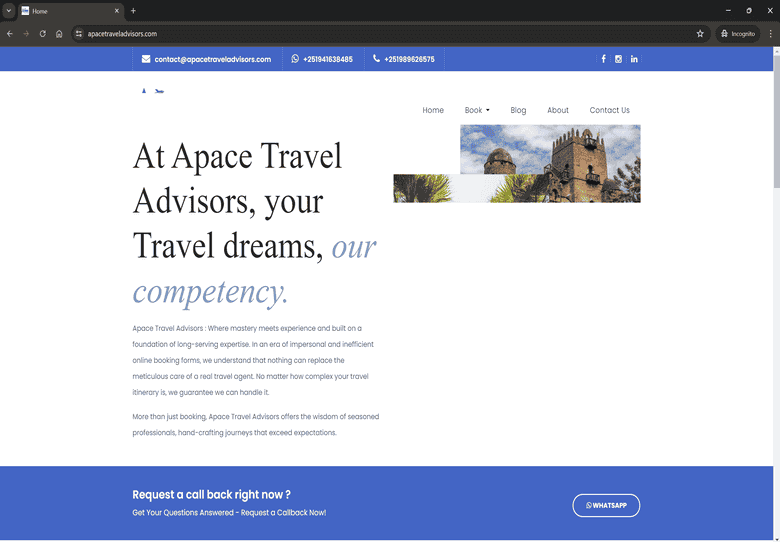 Home
apacetraveladvisors.com
Incognito
contact@apacetraveladvisors.com
+251941638485
+251989626575
Home
Book
Blog
About
Contact Us
At Apace Travel
Advisors, your
Travel dreams, our
competency.
Apace Travel Advisors : Where mastery meets experience and built on a
foundation of long-serving expertise. In an era of impersonal and inefficient
online booking forms, we understand that nothing can replace the
meticulous care of a real travel agent. No matter how complex your travel
itinerary is, we guarantee we can handle it.
More than just booking, Apace Travel Advisors offers the wisdom of seasoned
professionals, hand-crafting journeys that exceed expectations.
Request a call back right now ?
Get Your Questions Answered - Request a Callback Now!
WHATSAPP